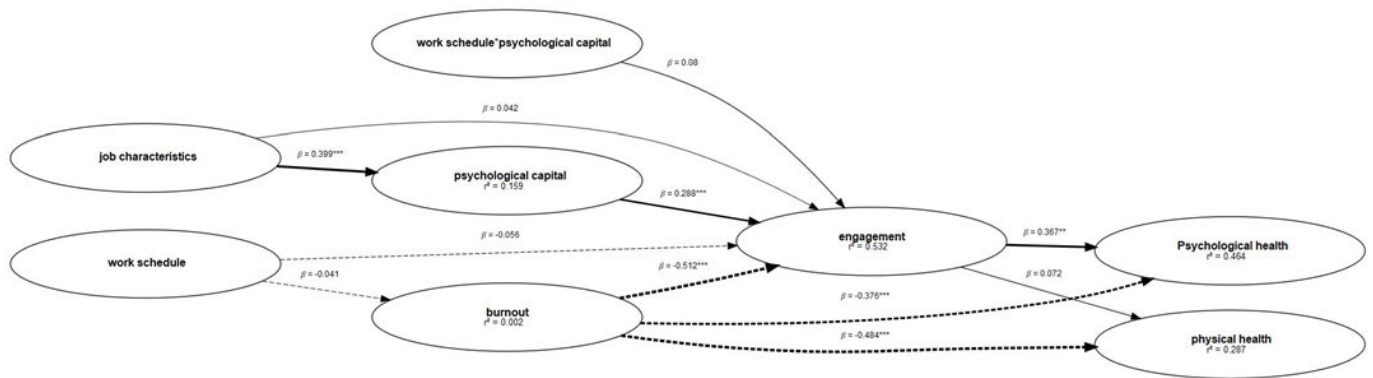 work schedule*psychological capital
β = 0.08
β = 0.042
job characteristics
β = 0.399***
psychological capital
r² = 0.159
β = 0.288***
β = -0.056
engagement
r² = 0.532
β = 0.367**
Psychological health
r² = 0.464
work schedule
β = -0.041
β = -0.512***
β = 0.072
β = -0.376***
burnout
r² = 0.002
β = -0.484***
physical health
r² = 0.287